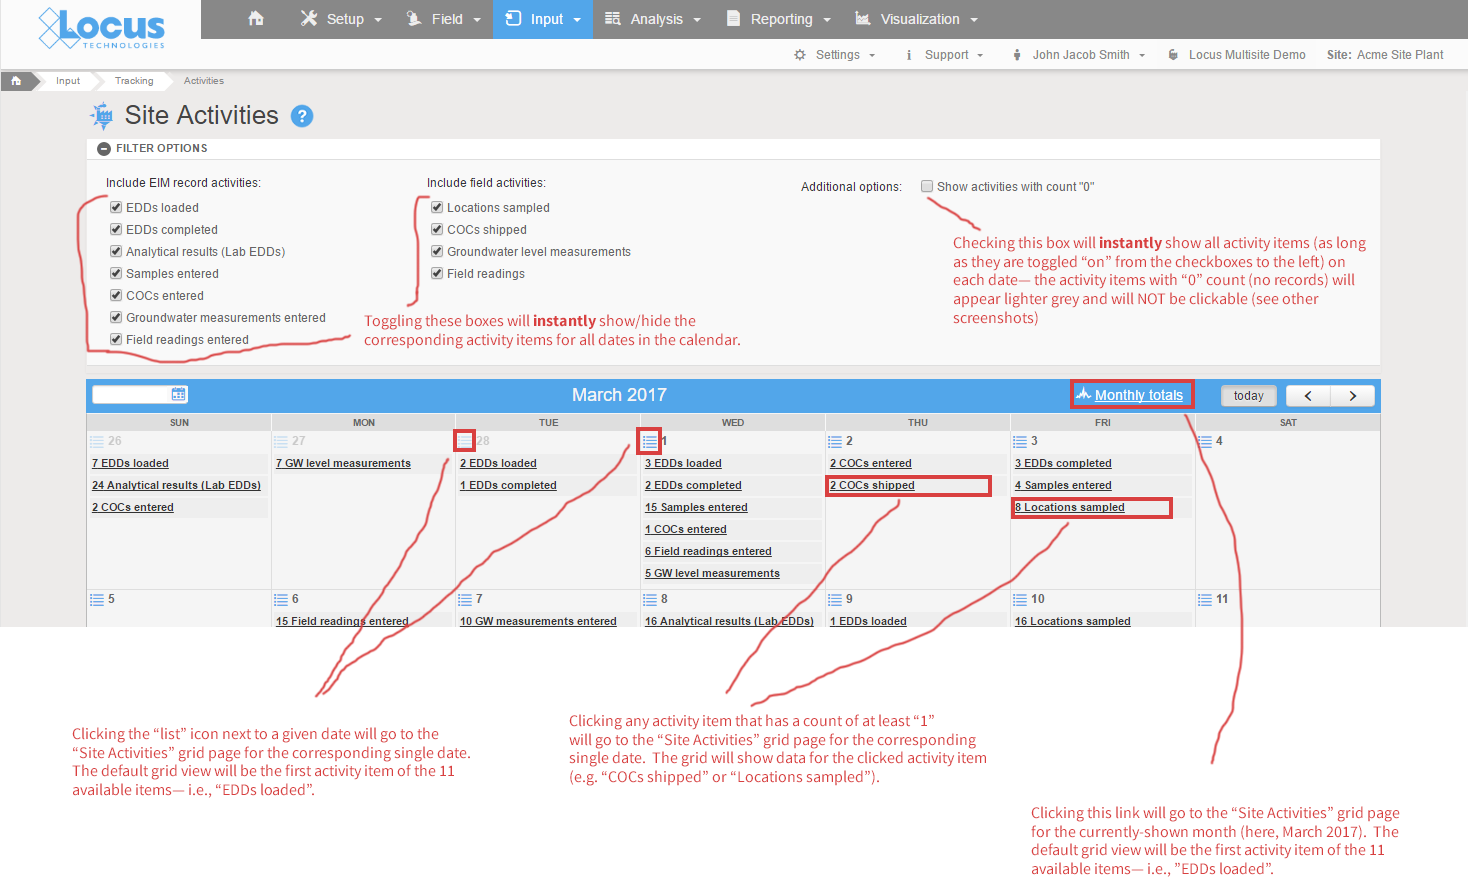 Locus
TECHNOLOGIES
Setup
Field
Input
Analysis
Reporting
Visualization
Settings
Support
John Jacob Smith
Locus Multisite Demo
Site: Acme Site Plant
Input
Tracking
Activities
Site Activities ?
FILTER OPTIONS
Include EIM record activities:
EDDs loaded
EDDs completed
Analytical results (Lab EDDs)
Samples entered
COCs entered
Groundwater measurements entered
Field readings entered
Include field activities:
Locations sampled
COCs shipped
Groundwater level measurements
Field readings
Additional options:
Show activities with count "0"
Checking this box will instantly show all activity items (as long
as they are toggled “on” from the checkboxes to the left) on
each date— the activity items with “0” count (no records) will
appear lighter grey and will NOT be clickable (see other
screenshots)
Toggling these boxes will instantly show/hide the
corresponding activity items for all dates in the calendar.
March 2017
Monthly totals
today
SUN
MON
TUE
WED
THU
FRI
SAT
26
7 EDDs loaded
24 Analytical results (Lab EDDs)
2 COCs entered
27
7 GW level measurements
28
2 EDDs loaded
1 EDDs completed
1
3 EDDs loaded
2 EDDs completed
15 Samples entered
1 COCs entered
6 Field readings entered
5 GW level measurements
2
2 COCs entered
2 COCs shipped
3
3 EDDs completed
4 Samples entered
8 Locations sampled
4
5
6
15 Field readings entered
7
10 GW measurements entered
8
16 Analytical results (Lab EDDs)
9
1 EDDs loaded
10
16 Locations sampled
11
Clicking the “list” icon next to a given date will go to the
“Site Activities” grid page for the corresponding single date.
The default grid view will be the first activity item of the 11
available items— i.e., “EDDs loaded”.
Clicking any activity item that has a count of at least “1”
will go to the “Site Activities” grid page for the corresponding
single date. The grid will show data for the clicked activity item
(e.g. “COCs shipped” or “Locations sampled”).
Clicking this link will go to the “Site Activities” grid page
for the currently-shown month (here, March 2017). The
default grid view will be the first activity item of the 11
available items— i.e., ”EDDs loaded”.